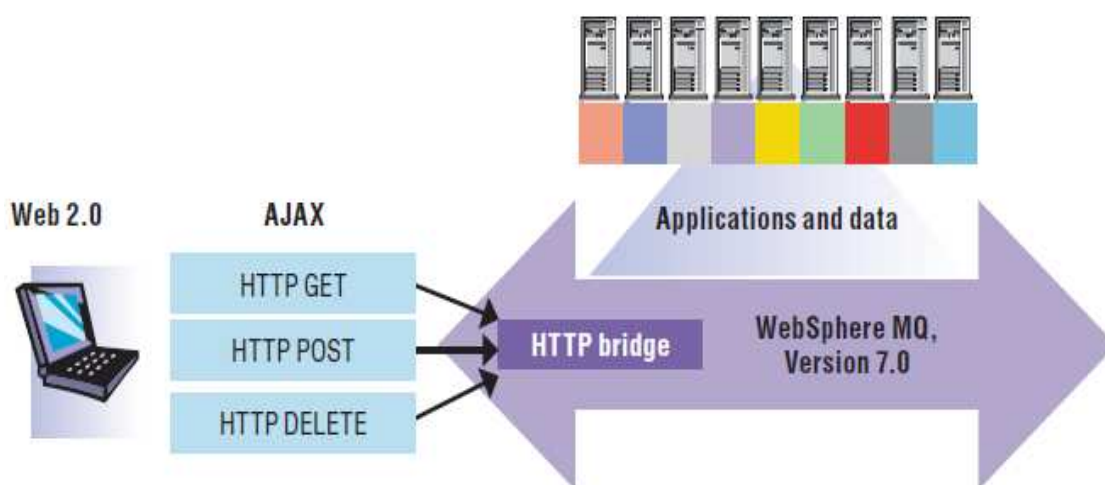 Web 2.0
AJAX
Applications and data
HTTP GET
HTTP POST
HTTP DELETE
HTTP bridge
WebSphere MQ,
Version 7.0